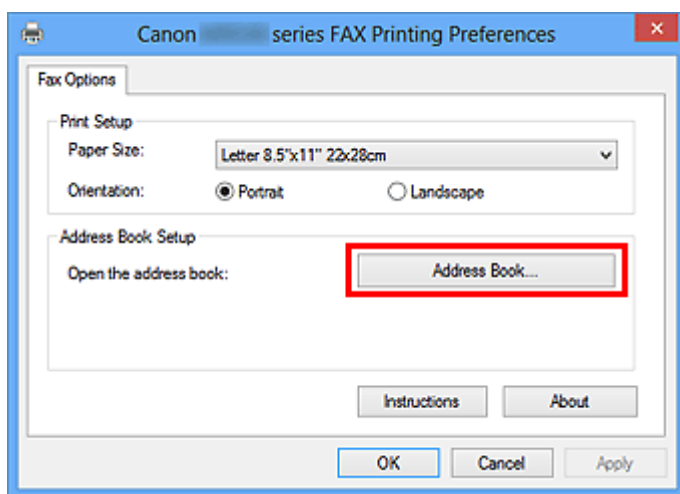 Canon series FAX Printing Preferences
Fax Options
Print Setup
Paper Size: Letter 8.5"x11" 22x28cm
Orientation: Portrait Landscape
Address Book Setup
Open the address book: Address Book...
Instructions About
OK Cancel Apply